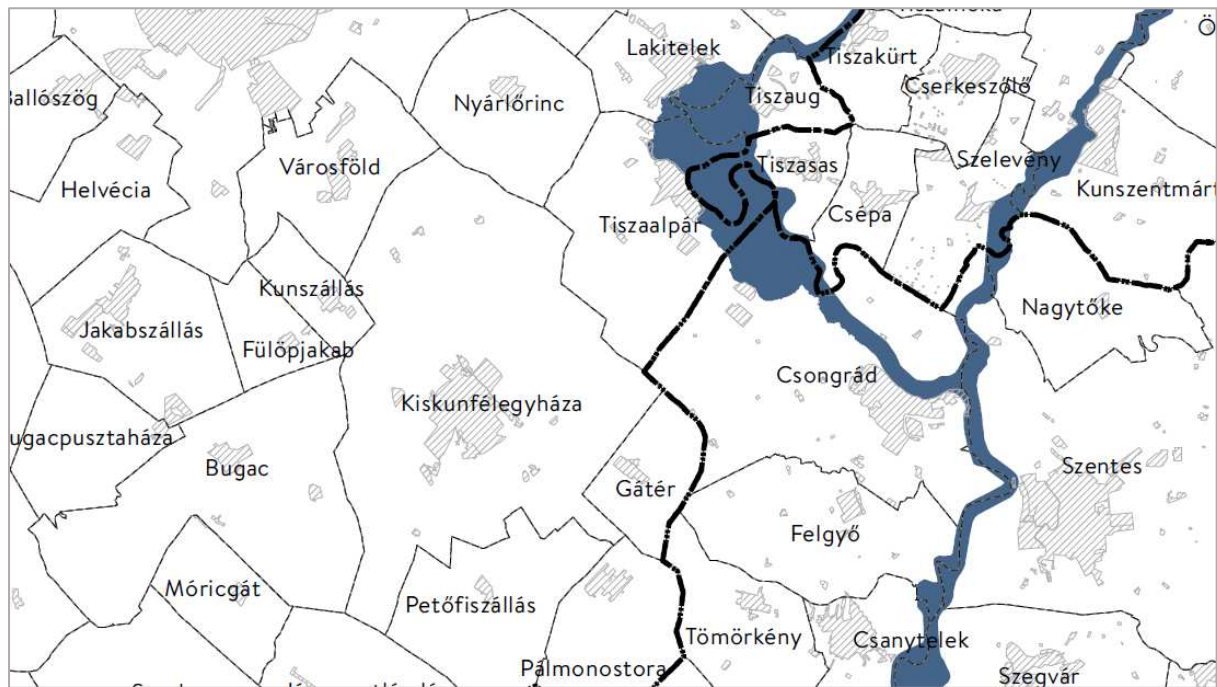 Lakitelek
Tiszakürt
Ö
Ballószög
Nyárlőrinc
Tiszaug
Cserkeszőlő
Városföld
Helvécia
Tiszasas
Szelevény
Kunszentmárt
Tiszaalpár
Csépa
Kunszállás
Jakabszállás
Fülöpjakab
Nagytőke
Csongrád
Kiskunfélegyháza
ugacpusztaháza
Bugac
Szentes
Gátér
Felgyő
Móricgát
Petőfiszállás
Tömörkény
Csanytelek
Pálmonostora
Szegvár